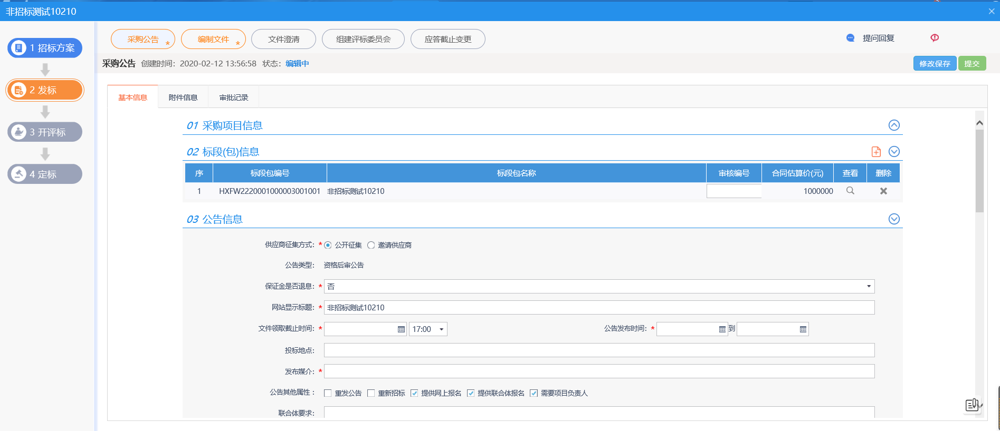 非招标测试10210
1 招标方案
2 发标
3 开评标
4 定标
采购公告 * 编制文件 * 文件澄清 组建评标委员会 应答截止变更 提问回复
采购公告 创建时间：2020-02-12 13:56:58 状态：编辑中 修改保存 提交
基本信息 附件信息 审批记录
01 采购项目信息
02 标段(包)信息
序 标段包编号 标段包名称 审核编号 合同估算价(元) 查看 删除
1 HXFW2220001000003001001 非招标测试10210 1000000
03 公告信息
供应商征集方式：* 公开征集 邀请供应商
公告类型： 资格后审公告
保证金是否退息：* 否
网站显示标题：* 非招标测试10210
文件领取截止时间：* 17:00 公告发布时间：* 到
投标地点：
发布媒介：*
公告其他属性： 重发公告 重新招标 提供网上报名 提供联合体报名 需要项目负责人
联合体要求：